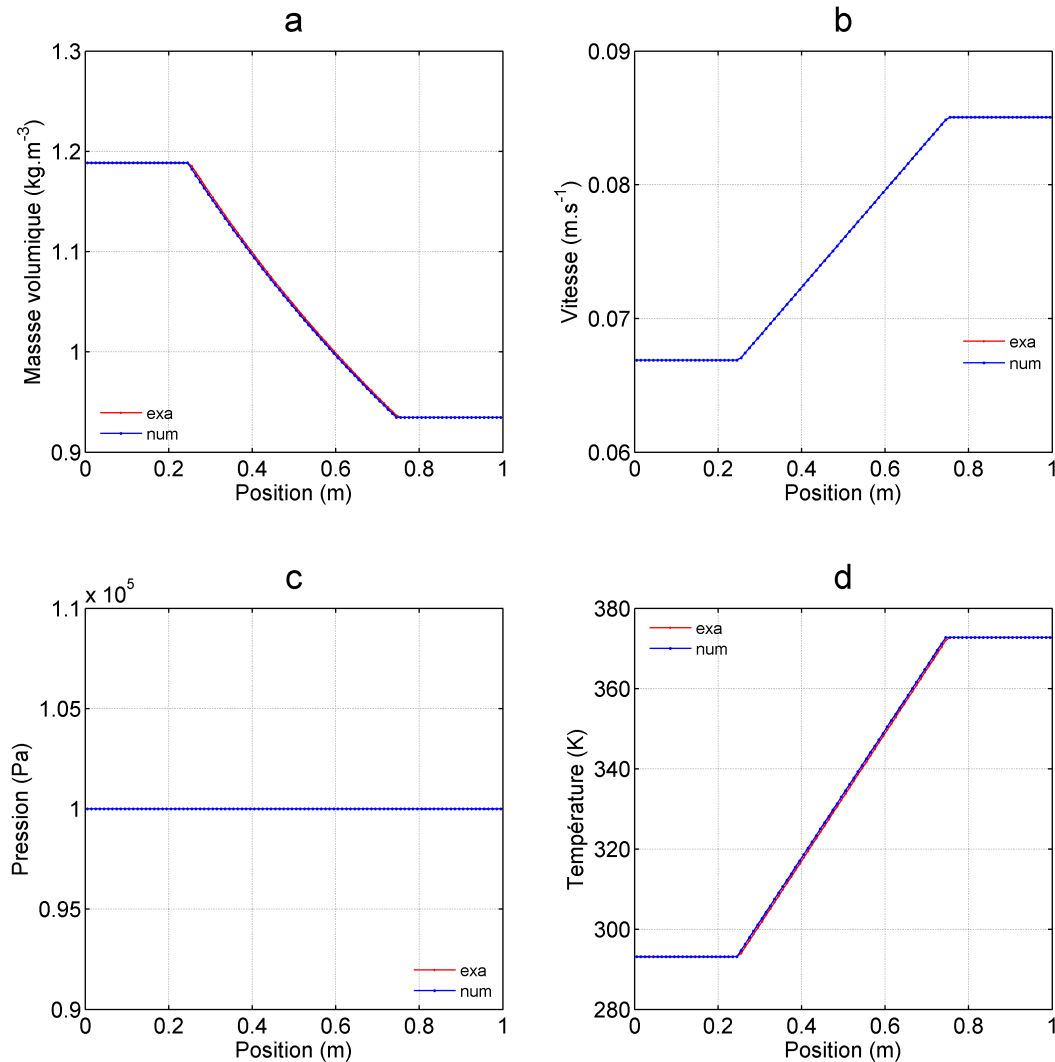 a
1.3
1.2
1.1
1
0.9
Massse volumique (kg.m-3)
exa
num
0 0.2 0.4 0.6 0.8 1
Position (m)
b
0.09
0.08
0.07
0.06
Vitesse (m.s-1)
exa
num
0 0.2 0.4 0.6 0.8 1
Position (m)
c
x 10^5
1.1
1.05
1
0.95
0.9
Pression (Pa)
exa
num
0 0.2 0.4 0.6 0.8 1
Position (m)
d
380
360
340
320
300
280
Température (K)
exa
num
0 0.2 0.4 0.6 0.8 1
Position (m)